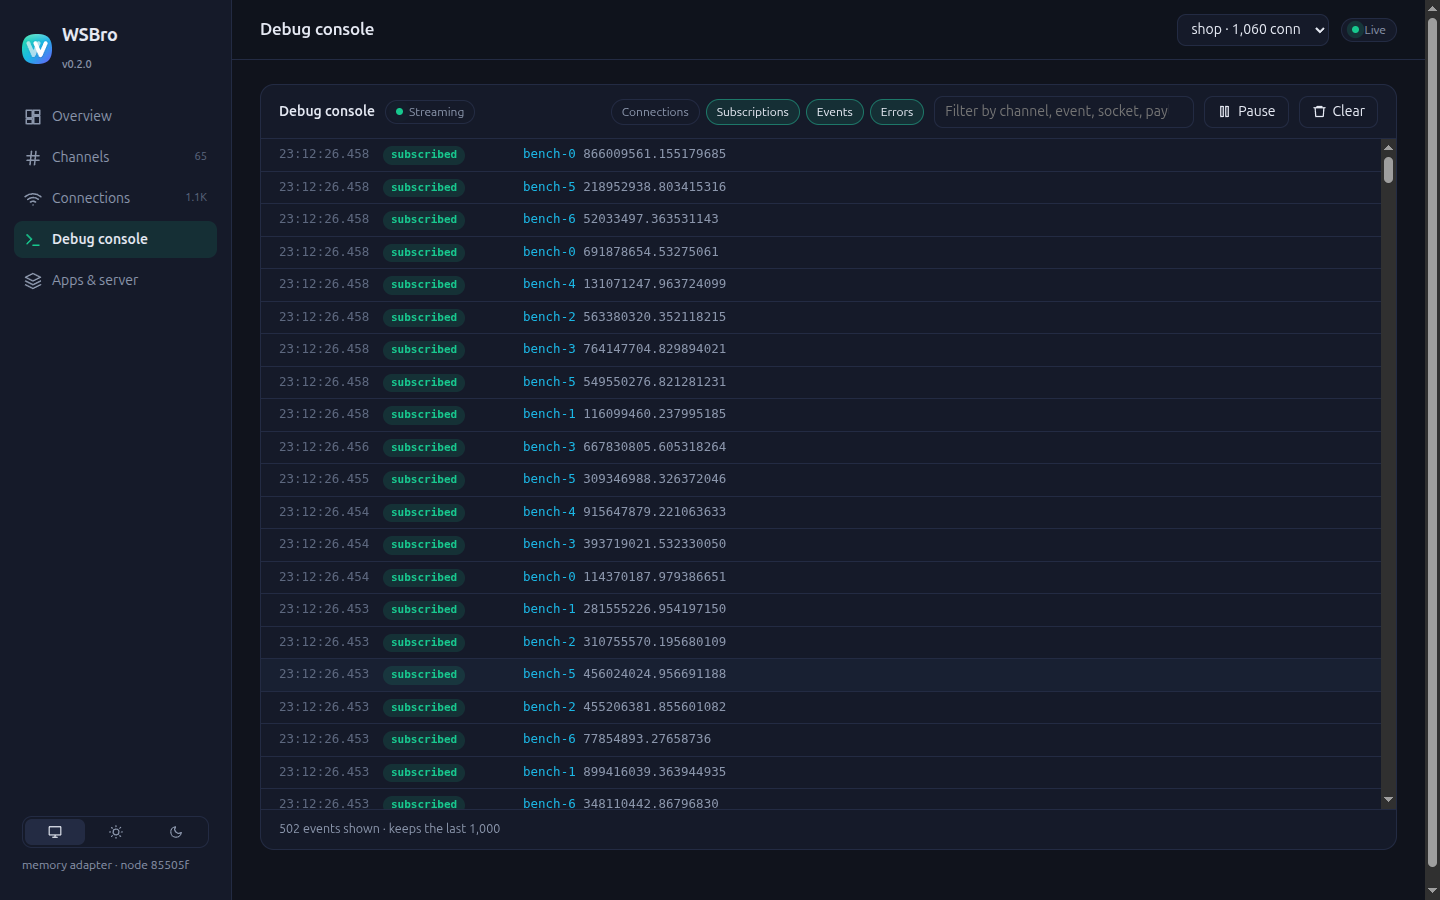 WSBro
v0.2.0
Overview
Channels 65
Connections 1.1K
Debug console
Apps & server
memory adapter · node 85505f
Debug console
shop · 1,060 conn
Live
Debug console
Streaming
Connections
Subscriptions
Events
Errors
Filter by channel, event, socket, pay
Pause
Clear
23:12:26.458 subscribed bench-0 866009561.155179685
23:12:26.458 subscribed bench-5 218952938.803415316
23:12:26.458 subscribed bench-6 52033497.363531143
23:12:26.458 subscribed bench-0 691878654.53275061
23:12:26.458 subscribed bench-4 131071247.963724099
23:12:26.458 subscribed bench-2 563380320.352118215
23:12:26.458 subscribed bench-3 764147704.829894021
23:12:26.458 subscribed bench-5 549550276.821281231
23:12:26.458 subscribed bench-1 116099460.237995185
23:12:26.456 subscribed bench-3 667830805.605318264
23:12:26.455 subscribed bench-5 309346988.326372046
23:12:26.454 subscribed bench-4 915647879.221063633
23:12:26.454 subscribed bench-3 393719021.532330050
23:12:26.454 subscribed bench-0 114370187.979386651
23:12:26.453 subscribed bench-1 281555226.954197150
23:12:26.453 subscribed bench-2 310755570.195680109
23:12:26.453 subscribed bench-5 456024024.956691188
23:12:26.453 subscribed bench-2 455206381.855601082
23:12:26.453 subscribed bench-6 77854893.27658736
23:12:26.453 subscribed bench-1 899416039.363944935
23:12:26.453 subscribed bench-6 348110442.86796830
502 events shown · keeps the last 1,000